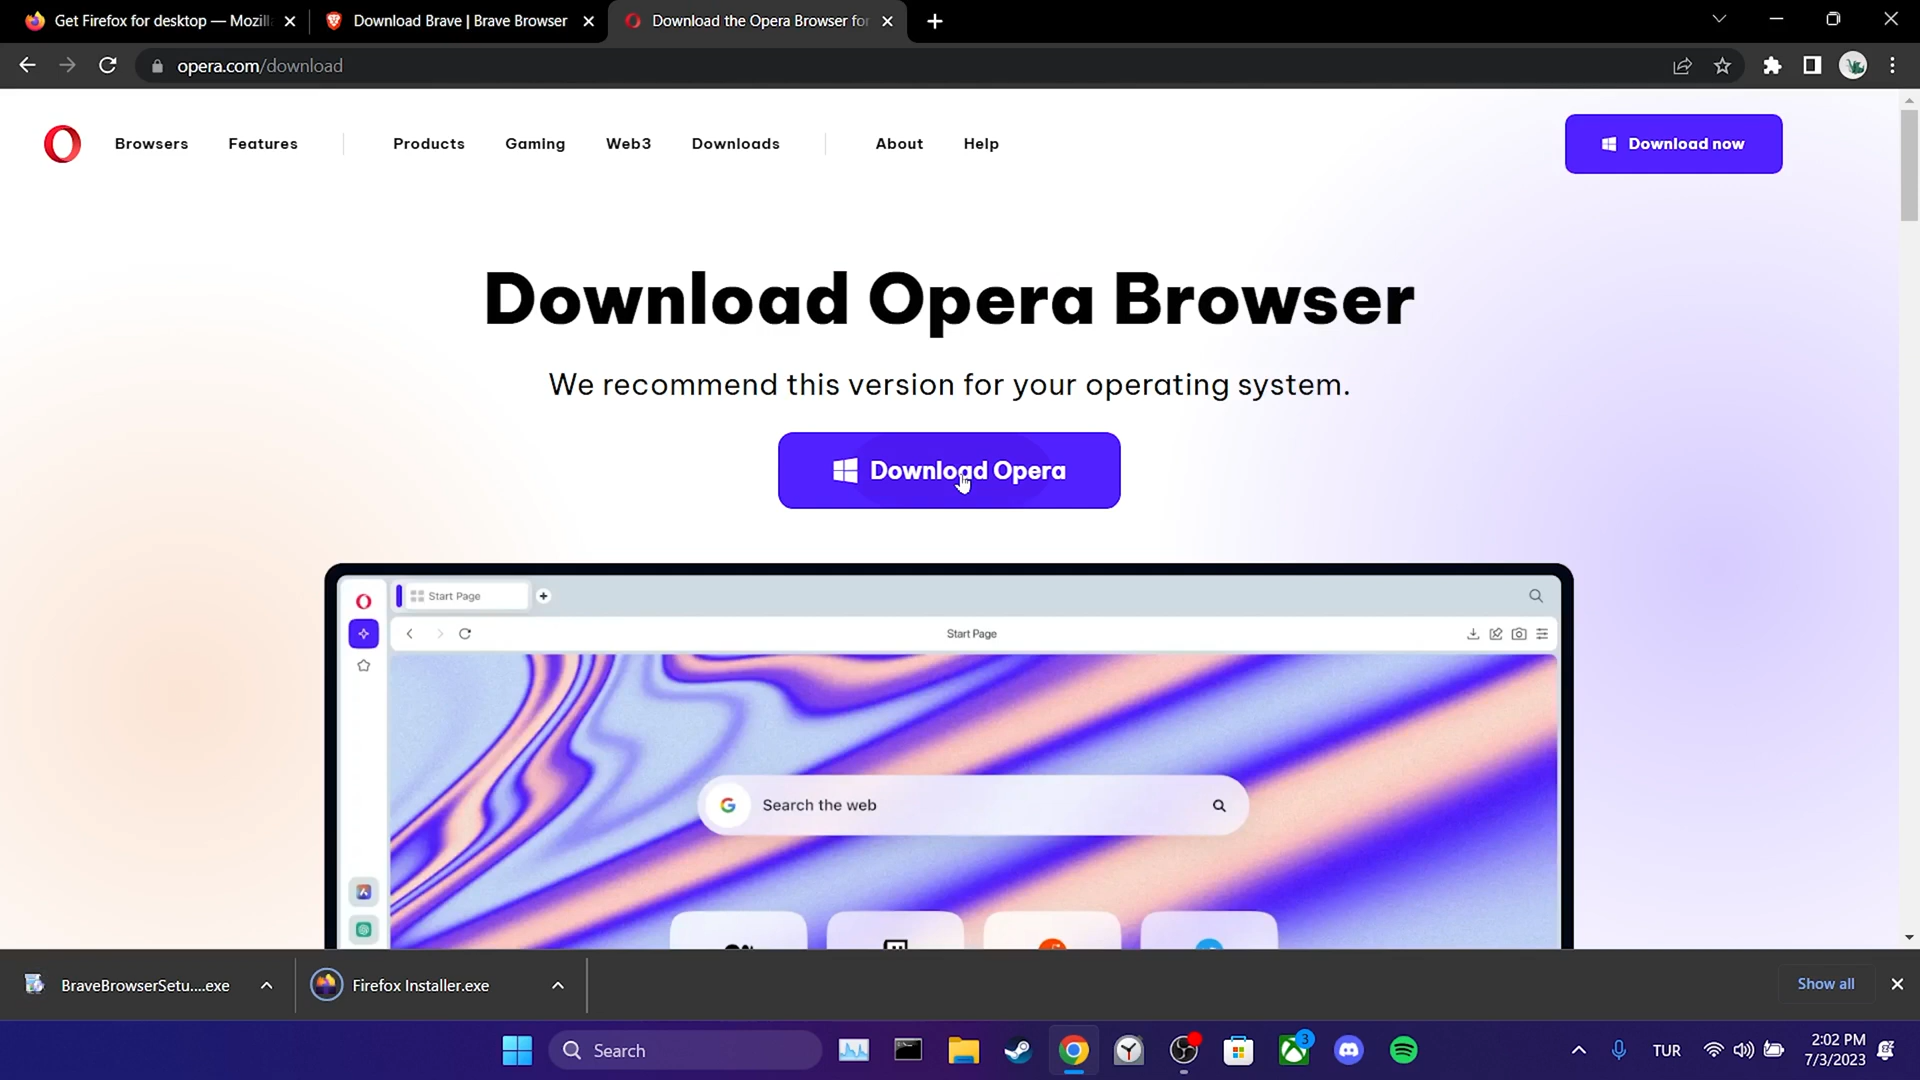 Get Firefox for desktop — Mozill
Download Brave | Brave Browser
Download the Opera Browser for
opera.com/download
Browsers
Features
Products
Gaming
Web3
Downloads
About
Help
Download now
Download Opera Browser
We recommend this version for your operating system.
Download Opera
Start Page
Start Page
Search the web
BraveBrowserSetu....exe
Firefox Installer.exe
Show all
Search
3
TUR
2:02 PM
7/3/2023